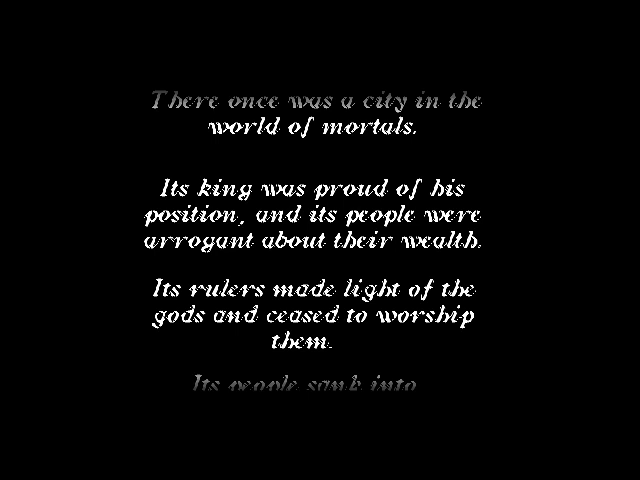 There once was a city in the
world of mortals.
Its king was proud of his
position, and its people were
arrogant about their wealth.
Its rulers made light of the
gods and ceased to worship
them.
Its people sank into